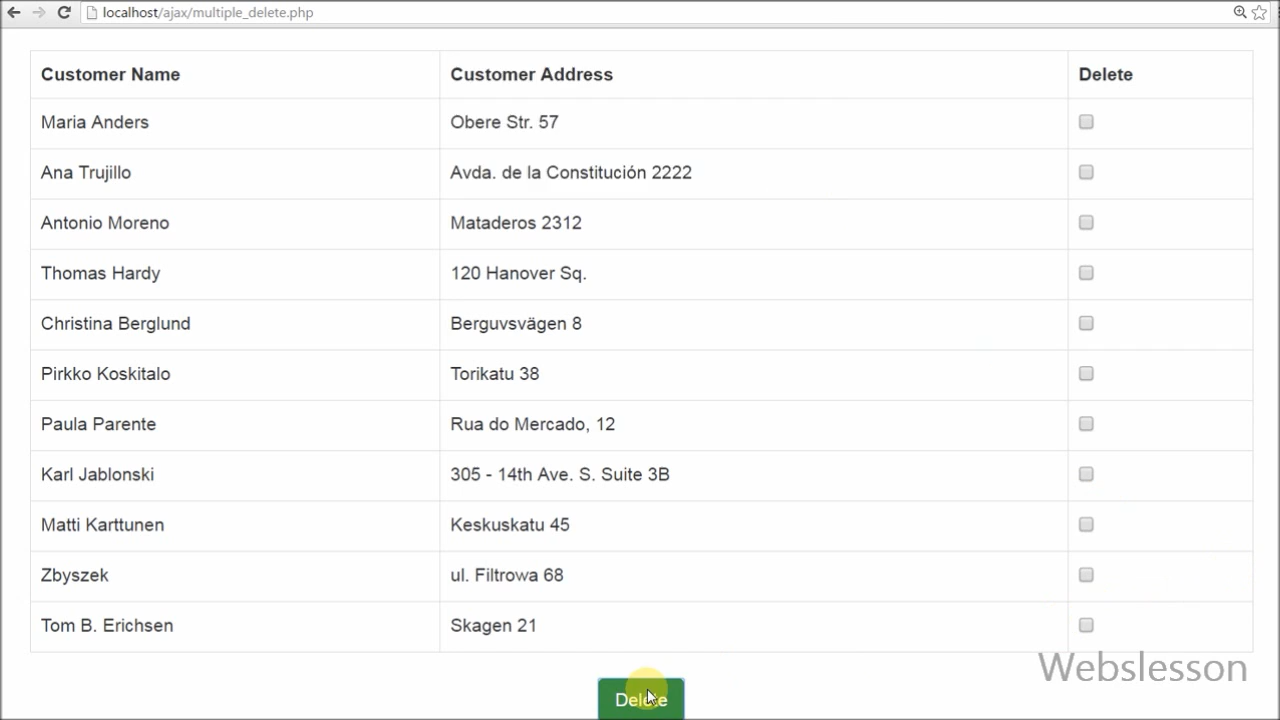 localhost/ajax/multiple_delete.php
Customer Name Customer Address Delete
Maria Anders Obere Str. 57
Ana Trujillo Avda. de la Constitución 2222
Antonio Moreno Mataderos 2312
Thomas Hardy 120 Hanover Sq.
Christina Berglund Berguvsvägen 8
Pirkko Koskitalo Torikatu 38
Paula Parente Rua do Mercado, 12
Karl Jablonski 305 - 14th Ave. S. Suite 3B
Matti Karttunen Keskuskatu 45
Zbyszek ul. Filtrowa 68
Tom B. Erichsen Skagen 21
Webslesson
Delete